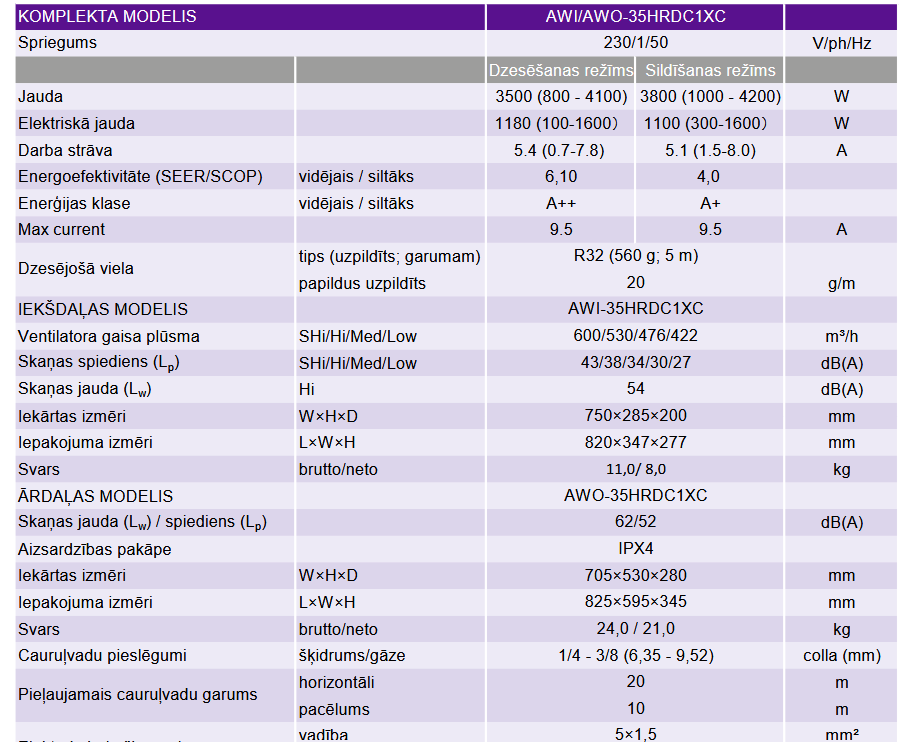 KOMPLEKTA MODELIS AWI/AWO-35HRDC1XC
Spriegums 230/1/50 V/ph/Hz
Dzesēšanas režīms Sildīšanas režīms
Jauda 3500 (800 - 4100) 3800 (1000 - 4200) W
Elektriskā jauda 1180 (100-1600) 1100 (300-1600) W
Darba strāva 5.4 (0.7-7.8) 5.1 (1.5-8.0) A
Energoefektivitāte (SEER/SCOP) vidējais / siltāks 6,10 4,0
Enerģijas klase vidējais / siltāks A++ A+
Max current 9.5 9.5 A
Dzesējošā viela tips (uzpildīts; garumam) R32 (560 g; 5 m)
papildus uzpildīts 20 g/m
IEKŠDAĻAS MODELIS AWI-35HRDC1XC
Ventilatora gaisa plūsma SHi/Hi/Med/Low 600/530/476/422 m³/h
Skaņas spiediens (Lp) SHi/Hi/Med/Low 43/38/34/30/27 dB(A)
Skaņas jauda (Lw) Hi 54 dB(A)
Iekārtas izmēri W×H×D 750×285×200 mm
Iepakojuma izmēri L×W×H 820×347×277 mm
Svars brutto/neto 11,0/ 8,0 kg
ĀRDAĻAS MODELIS AWO-35HRDC1XC
Skaņas jauda (Lw) / spiediens (Lp) 62/52 dB(A)
Aizsardzības pakāpe IPX4
Iekārtas izmēri W×H×D 705×530×280 mm
Iepakojuma izmēri L×W×H 825×595×345 mm
Svars brutto/neto 24,0 / 21,0 kg
Cauruļvadu pieslēgumi šķidrums/gāze 1/4 - 3/8 (6,35 - 9,52) colla (mm)
Pieļaujamais cauruļvadu garums horizontāli 20 m
pacēlums 10 m
vadība 5×1,5 mm²